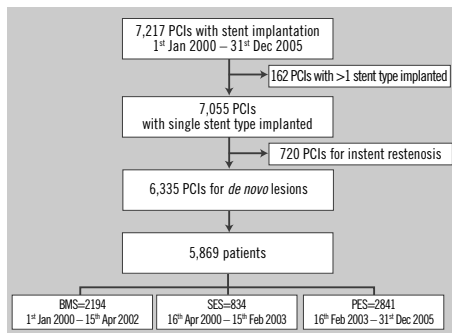 7,217 PCIs with stent implantation
1st Jan 2000 – 31st Dec 2005
162 PCIs with >1 stent type implanted
7,055 PCIs
with single stent type implanted
720 PCIs for instent restenosis
6,335 PCIs for de novo lesions
5,869 patients
BMS=2194
1st Jan 2000 – 15th Apr 2002
SES=834
16th Apr 2000 – 15th Feb 2003
PES=2841
16th Feb 2003 – 31st Dec 2005